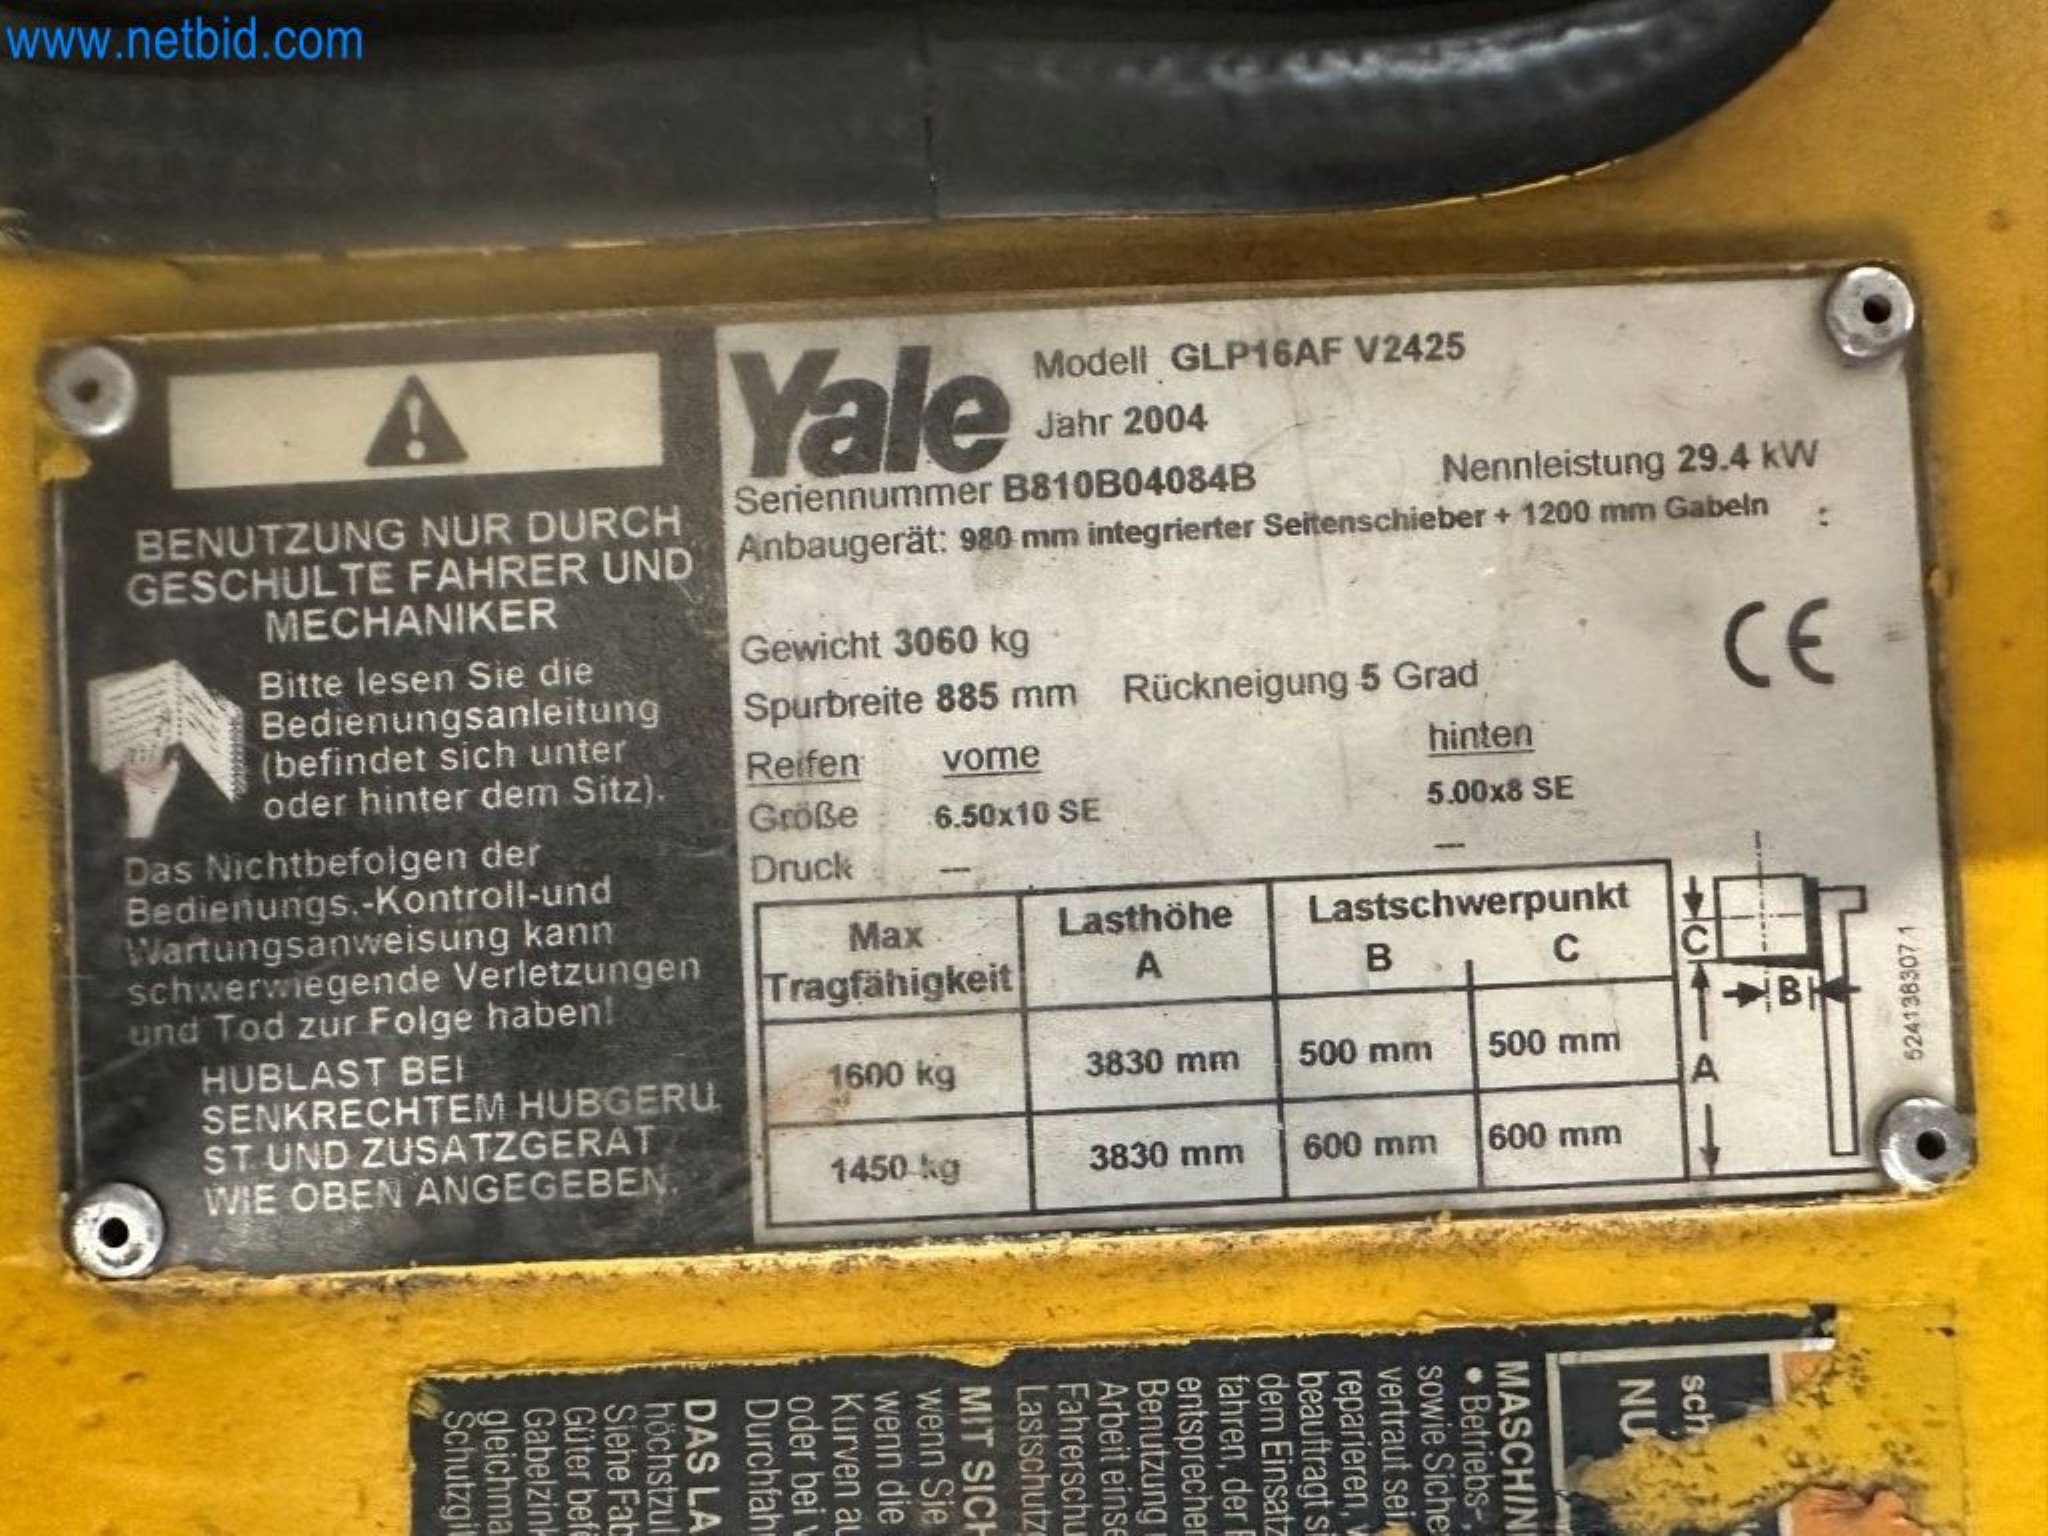 www.netbid.com
BENUTZUNG NUR DURCH
GESCHULTE FAHRER UND
MECHANIKER
Bitte lesen Sie die
Bedienungsanleitung
(befindet sich unter
oder hinter dem Sitz).
Das Nichtbefolgen der
Bedienungs.-Kontroll-und
Wartungsanweisung kann
schwerwiegende Verletzungen
und Tod zur Folge haben!
HUBLAST BEI
SENKRECHTEM HUBGERU
ST UND ZUSATZGERAT
WIE OBEN ANGEGEBEN.
Yale
Modell GLP16AF V2425
Jahr 2004
Seriennummer B810B04084B Nennleistung 29.4 kW
Anbaugerät: 980 mm integrierter Seitenschieber + 1200 mm Gabeln :
CE
Gewicht 3060 kg
Spurbreite 885 mm Rückneigung 5 Grad
Reifen vorne hinten
Größe 6.50x10 SE 5.00x8 SE
Druck --- ---
Max Tragfähigkeit Lasthöhe A Lastschwerpunkt B C
1600 kg 3830 mm 500 mm 500 mm
1450 kg 3830 mm 600 mm 600 mm
C
B
A
524138307 1
sch
NU
MASCHIN
• Betriebs-,
sowie Siche
vertraut sei
reparieren,
beauftragt s
dem Einsatz
fahren, der
entsprechen
Benutzung
Arbeit einse
Fahrerschu
Lastschutz
MIT SICH
wenn Sie
wenn die
Kurven a
oder bei
Durchfah
DAS LA
höchstzul
Siehe Fab
Güter bef
Gabelzin
gleichma
Schutzgi